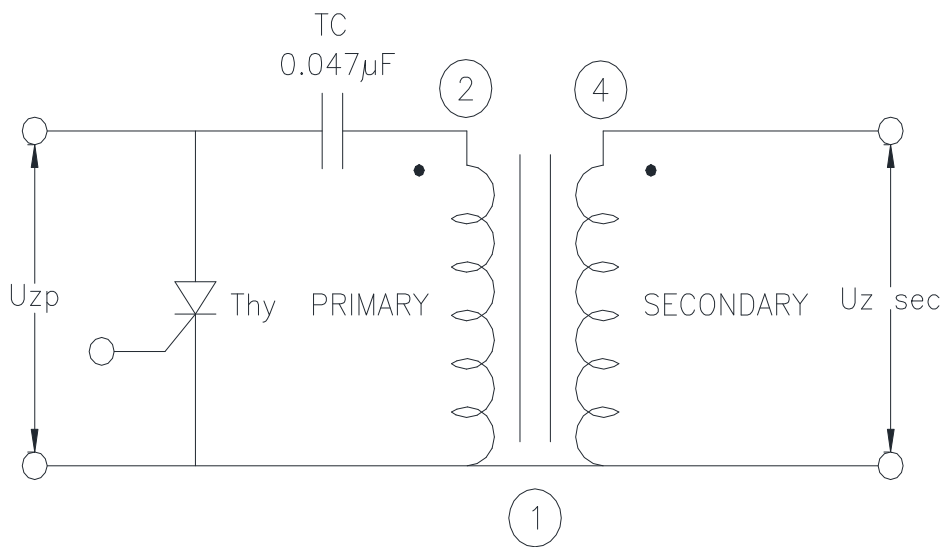 TC
0.047µF
2
4
Uzp
Thy
PRIMARY
SECONDARY
Uz sec
1